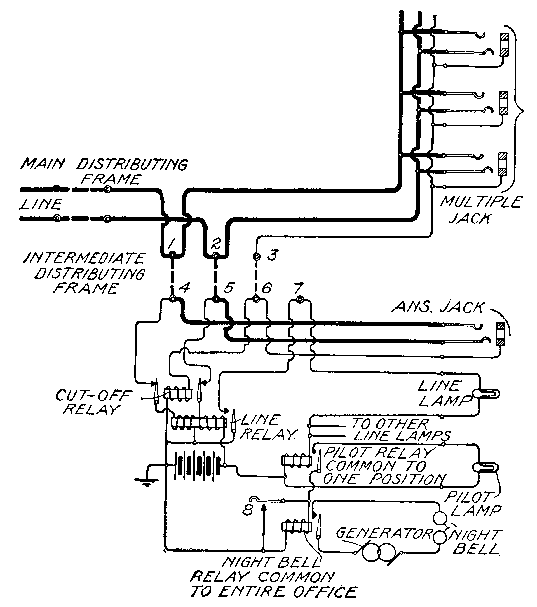 MAIN DISTRIBUTING
FRAME
LINE
MULTIPLE
JACK
1
2
3
INTERMEDIATE
DISTRIBUTING
FRAME
4
5
6
7
ANS. JACK
CUT-OFF
RELAY
LINE
RELAY
LINE
LAMP
TO OTHER
LINE LAMPS
PILOT RELAY
COMMON TO
ONE POSITION
PILOT
LAMP
8
GENERATOR
NIGHT
BELL
NIGHT BELL
RELAY COMMON
TO ENTIRE OFFICE